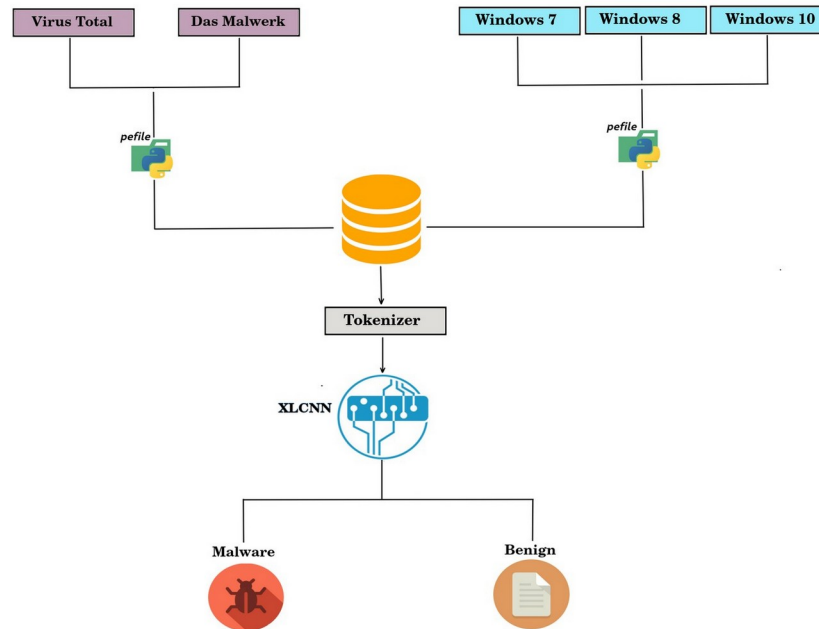 Virus Total
Das Malwerk
Windows 7
Windows 8
Windows 10
pefile
pefile
Tokenizer
XLCNN
Malware
Benign